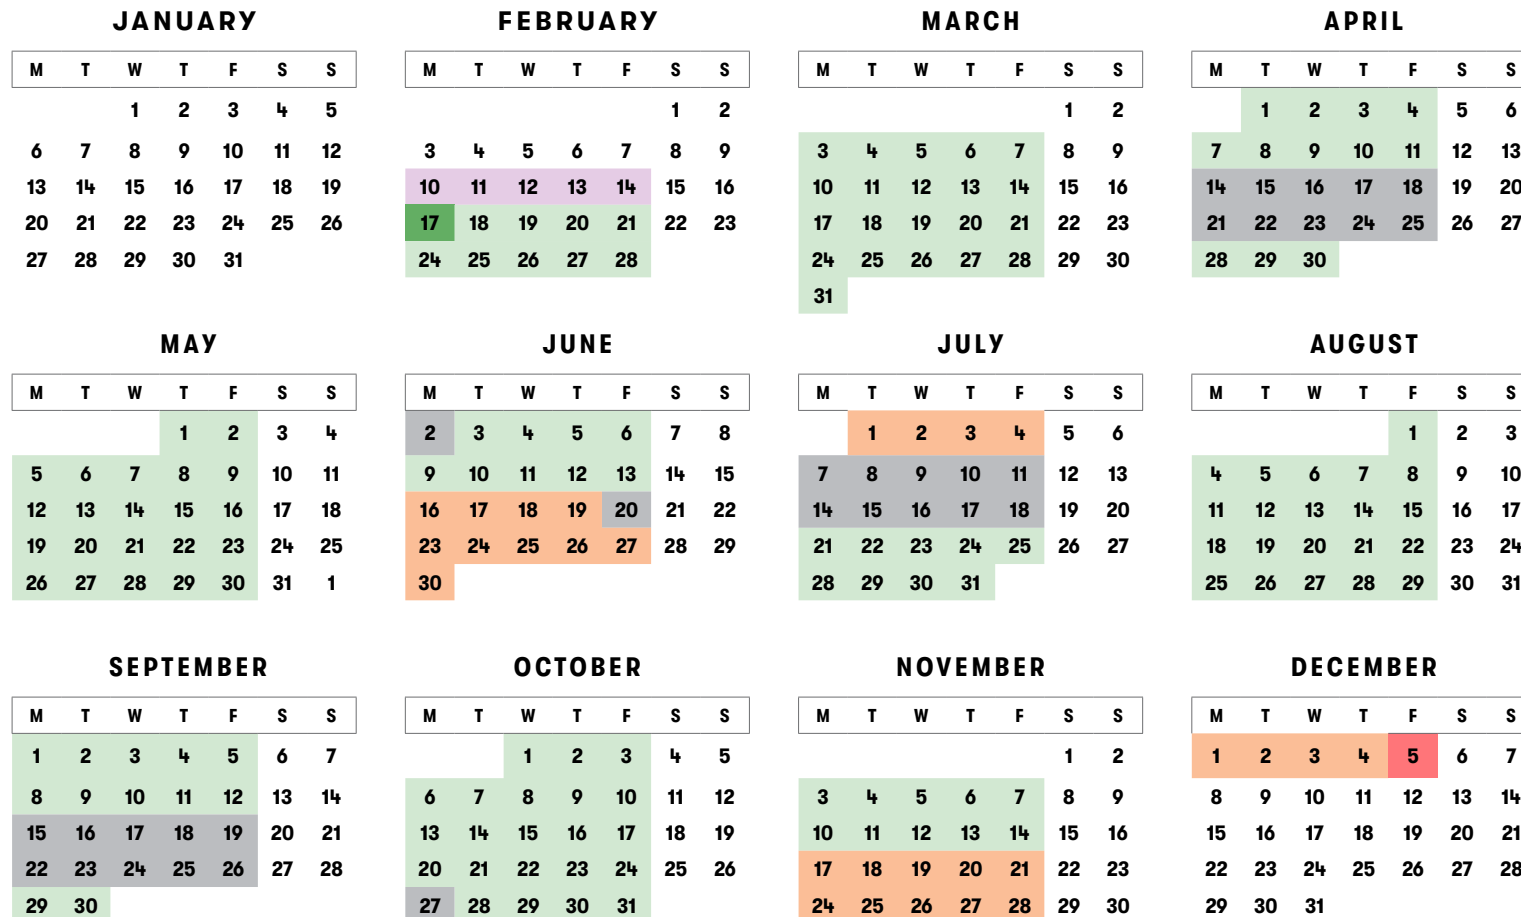 JANUARY
M T W T F S S
1 2 3 4 5
6 7 8 9 10 11 12
13 14 15 16 17 18 19
20 21 22 23 24 25 26
27 28 29 30 31
FEBRUARY
M T W T F S S
1 2
3 4 5 6 7 8 9
10 11 12 13 14 15 16
17 18 19 20 21 22 23
24 25 26 27 28
MARCH
M T W T F S S
1 2
3 4 5 6 7 8 9
10 11 12 13 14 15 16
17 18 19 20 21 22 23
24 25 26 27 28 29 30
31
APRIL
M T W T F S S
1 2 3 4 5 6
7 8 9 10 11 12 13
14 15 16 17 18 19 20
21 22 23 24 25 26 27
28 29 30
MAY
M T W T F S S
1 2 3 4
5 6 7 8 9 10 11
12 13 14 15 16 17 18
19 20 21 22 23 24 25
26 27 28 29 30 31 1
JUNE
M T W T F S S
2 3 4 5 6 7 8
9 10 11 12 13 14 15
16 17 18 19 20 21 22
23 24 25 26 27 28 29
30
JULY
M T W T F S S
1 2 3 4 5 6
7 8 9 10 11 12 13
14 15 16 17 18 19 20
21 22 23 24 25 26 27
28 29 30 31
AUGUST
M T W T F S S
1 2 3
4 5 6 7 8 9 10
11 12 13 14 15 16 17
18 19 20 21 22 23 24
25 26 27 28 29 30 31
SEPTEMBER
M T W T F S S
1 2 3 4 5 6 7
8 9 10 11 12 13 14
15 16 17 18 19 20 21
22 23 24 25 26 27 28
29 30
OCTOBER
M T W T F S S
1 2 3 4 5
6 7 8 9 10 11 12
13 14 15 16 17 18 19
20 21 22 23 24 25 26
27 28 29 30 31
NOVEMBER
M T W T F S S
1 2
3 4 5 6 7 8 9
10 11 12 13 14 15 16
17 18 19 20 21 22 23
24 25 26 27 28 29 30
DECEMBER
M T W T F S S
1 2 3 4 5 6 7
8 9 10 11 12 13 14
15 16 17 18 19 20 21
22 23 24 25 26 27 28
29 30 31